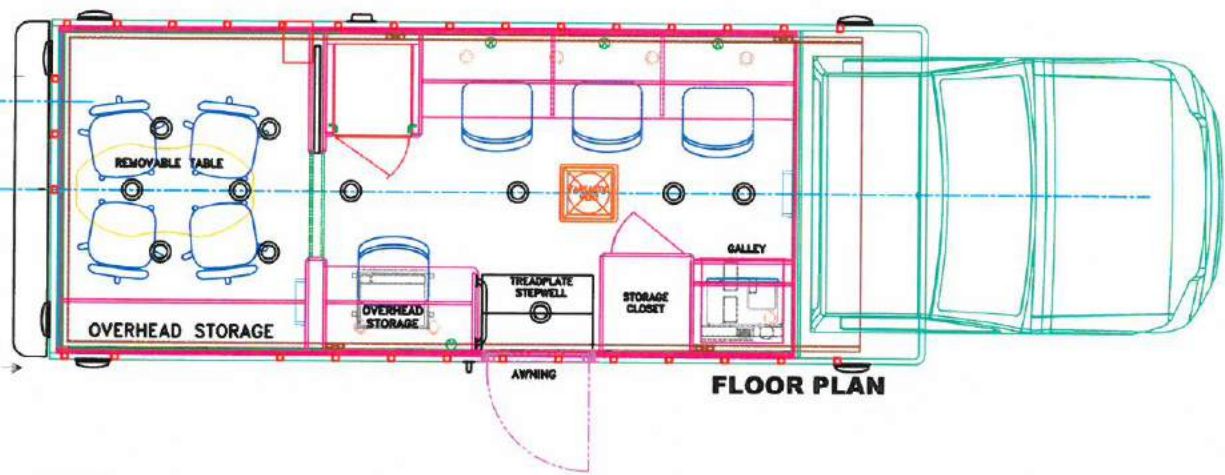 REMOVABLE TABLE
GALLEY
TREADPLATE
STEPWELL
STORAGE
CLOSET
OVERHEAD
STORAGE
OVERHEAD STORAGE
AWNING
FLOOR PLAN